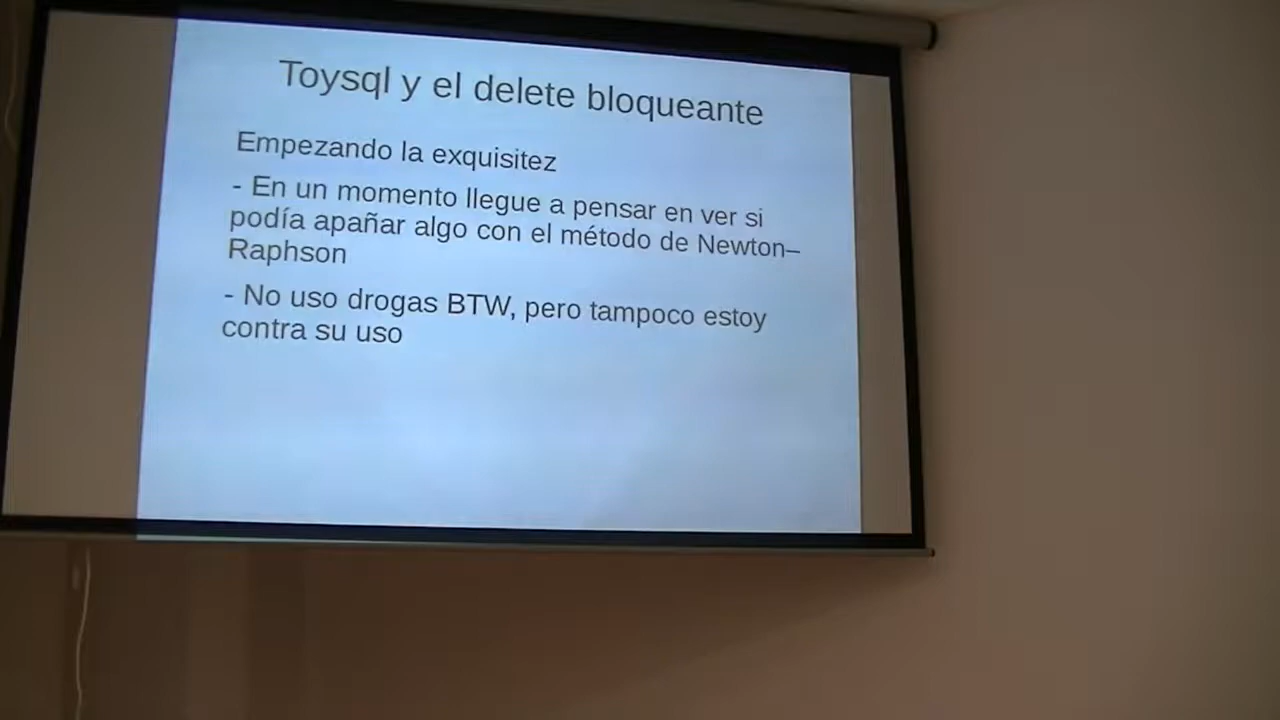 Toysql y el delete bloqueante
Empezando la exquisitez
- En un momento llegue a pensar en ver si
podía apañar algo con el método de Newton–
Raphson
- No uso drogas BTW, pero tampoco estoy
contra su uso